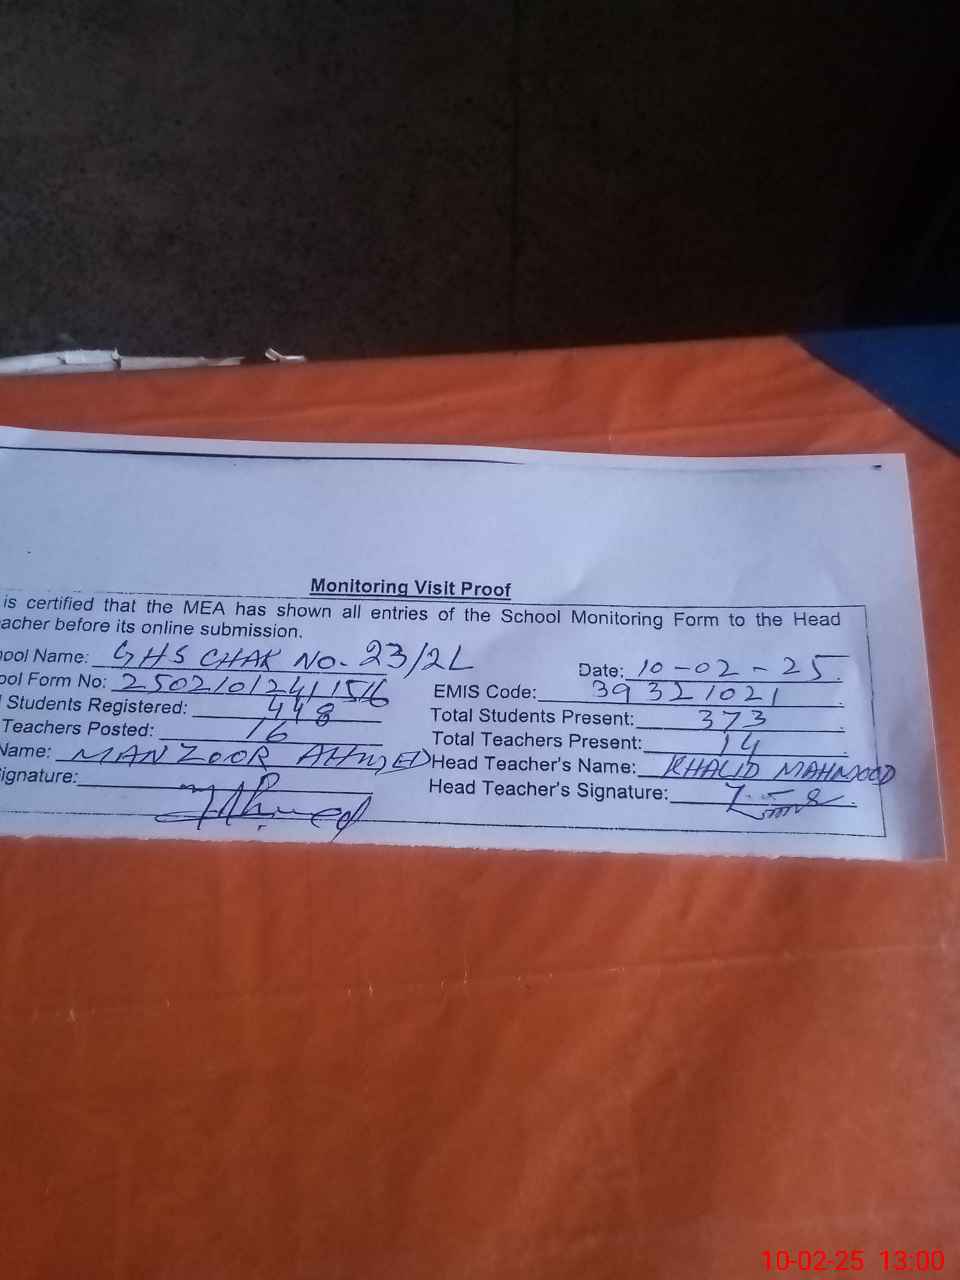 Monitoring Visit Proof
is certified that the MEA has shown all entries of the School Monitoring Form to the Head
acher before its online submission.
ool Name: GHS CHAK NO. 23/2L Date: 10-02-25
ool Form No: 2502101241 1516 EMIS Code: 39321021
Students Registered: 448 Total Students Present: 373
Teachers Posted: 16 Total Teachers Present: 14
Name: MANZOOR AHMED Head Teacher's Name: KHALID MAHMOOD
ignature: Head Teacher's Signature:
10-02-25 13:00